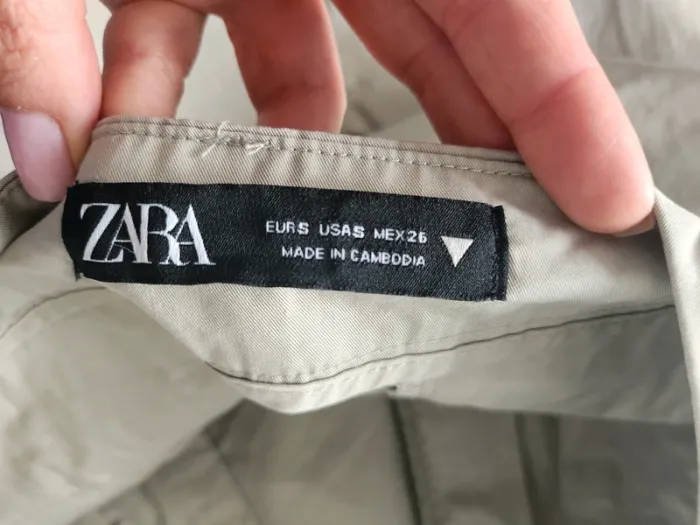 ZARA
EUR S USA S MEX 26
MADE IN CAMBODIA